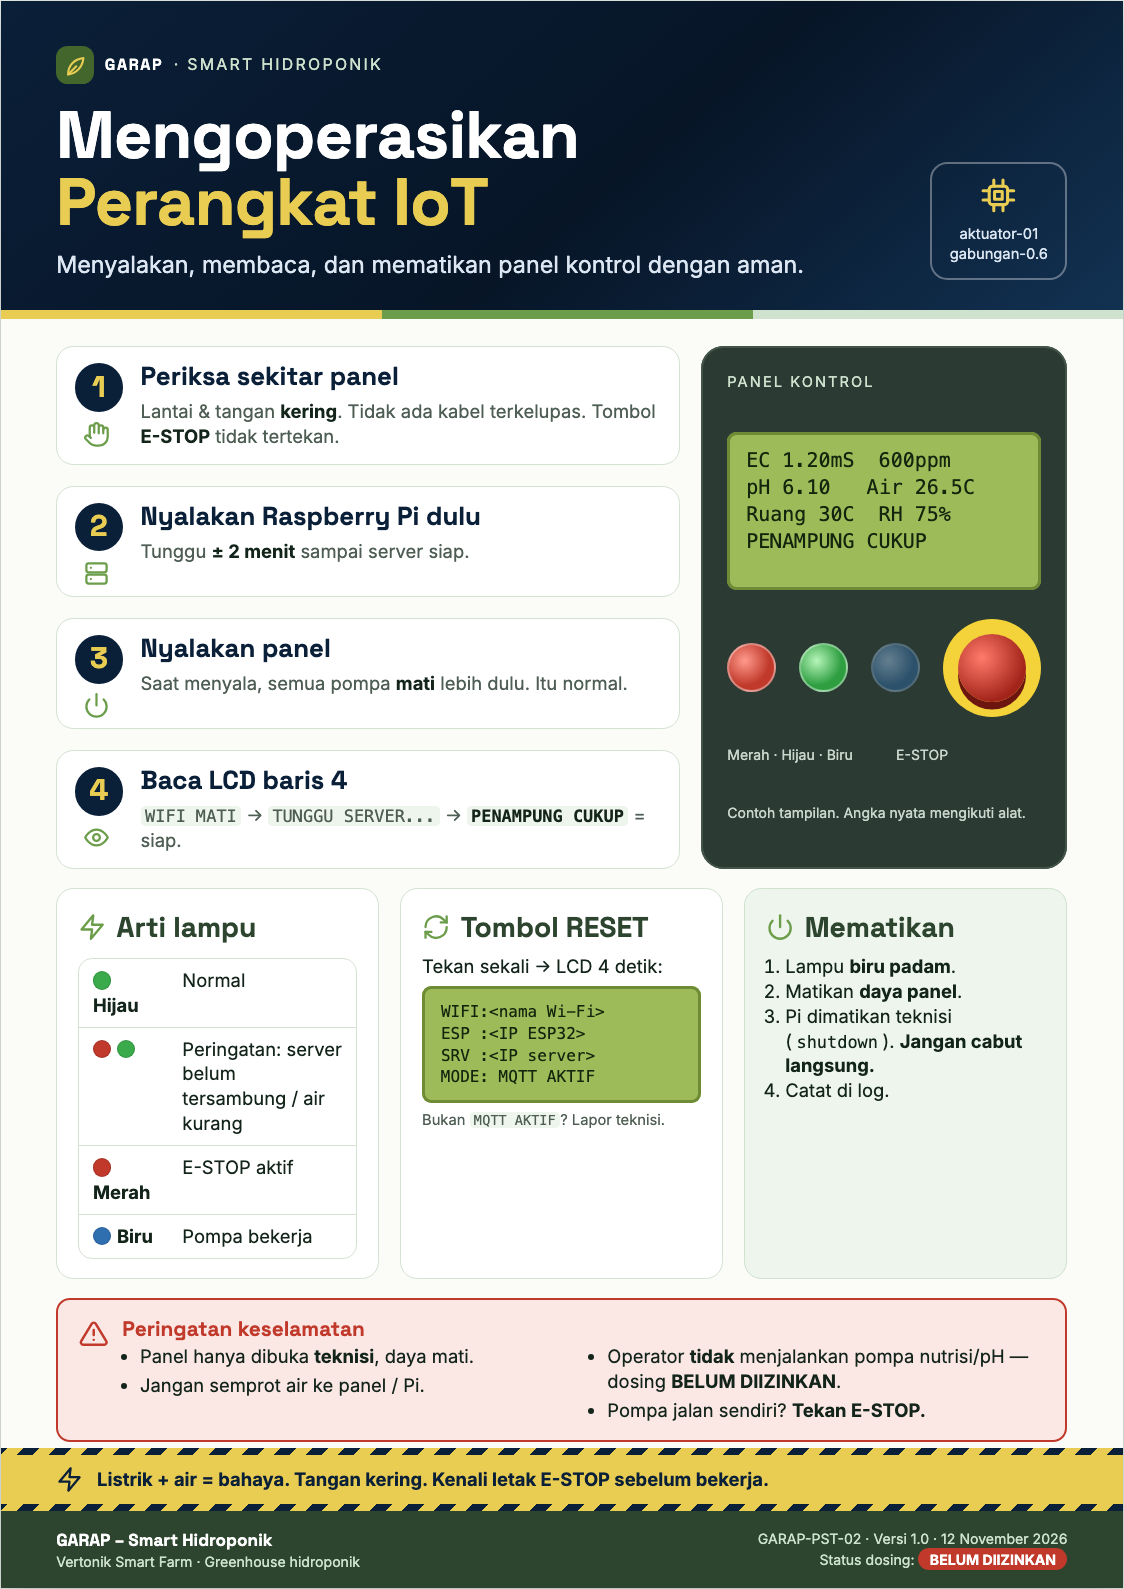 GARAP · SMART HIDROPONIK
Mengoperasikan
Perangkat IoT
Menyalakan, membaca, dan mematikan panel kontrol dengan aman.
aktuator-01
gabungan-0.6
1
Periksa sekitar panel
Lantai & tangan kering. Tidak ada kabel terkelupas. Tombol
E-STOP tidak tertekan.
2
Nyalakan Raspberry Pi dulu
Tunggu ± 2 menit sampai server siap.
3
Nyalakan panel
Saat menyala, semua pompa mati lebih dulu. Itu normal.
4
Baca LCD baris 4
WIFI MATI → TUNGGU SERVER... → PENAMPUNG CUKUP =
siap.
PANEL KONTROL
EC 1.20mS 600ppm
pH 6.10 Air 26.5C
Ruang 30C RH 75%
PENAMPUNG CUKUP
Merah · Hijau · Biru E-STOP
Contoh tampilan. Angka nyata mengikuti alat.
Arti lampu
Hijau
Normal
Peringatan: server
belum
tersambung / air
kurang
Merah
E-STOP aktif
Biru Pompa bekerja
Tombol RESET
Tekan sekali → LCD 4 detik:
WIFI:<nama Wi-Fi>
ESP :<IP ESP32>
SRV :<IP server>
MODE: MQTT AKTIF
Bukan MQTT AKTIF? Lapor teknisi.
Mematikan
1. Lampu biru padam.
2. Matikan daya panel.
3. Pi dimatikan teknisi
(shutdown). Jangan cabut
langsung.
4. Catat di log.
Peringatan keselamatan
• Panel hanya dibuka teknisi, daya mati.
• Jangan semprot air ke panel / Pi.
• Operator tidak menjalankan pompa nutrisi/pH —
dosing BELUM DIIZINKAN.
• Pompa jalan sendiri? Tekan E-STOP.
Listrik + air = bahaya. Tangan kering. Kenali letak E-STOP sebelum bekerja.
GARAP – Smart Hidroponik
Vertonik Smart Farm · Greenhouse hidroponik
GARAP-PST-02 · Versi 1.0 · 12 November 2026
Status dosing: BELUM DIIZINKAN